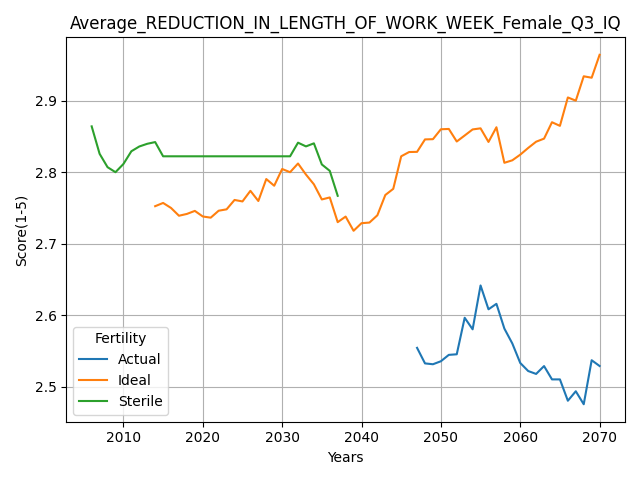 Average_REDUCTION_IN_LENGTH_OF_WORK_WEEK_Female_Q3_IQ
Score(1-5)
2.9
2.8
2.7
2.6
2.5
Fertility
Actual
Ideal
Sterile
2010 2020 2030 2040 2050 2060 2070
Years